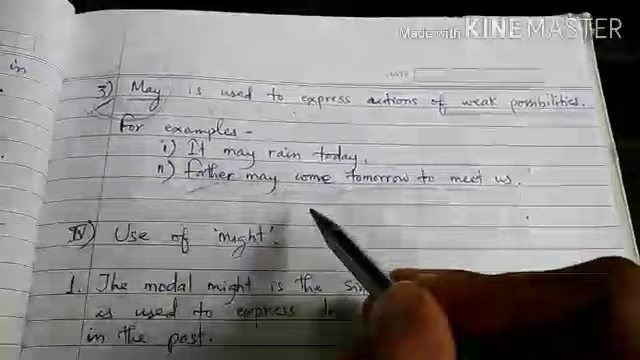 Made with KINEMASTER
in
DATE
3) May is used to express actions of weak possibilities.
For examples -
i) It may rain today.
ii) Father may come tomorrow to meet us.
IV) Use of 'might'.
1. The modal might is the
is used to express
in the past.